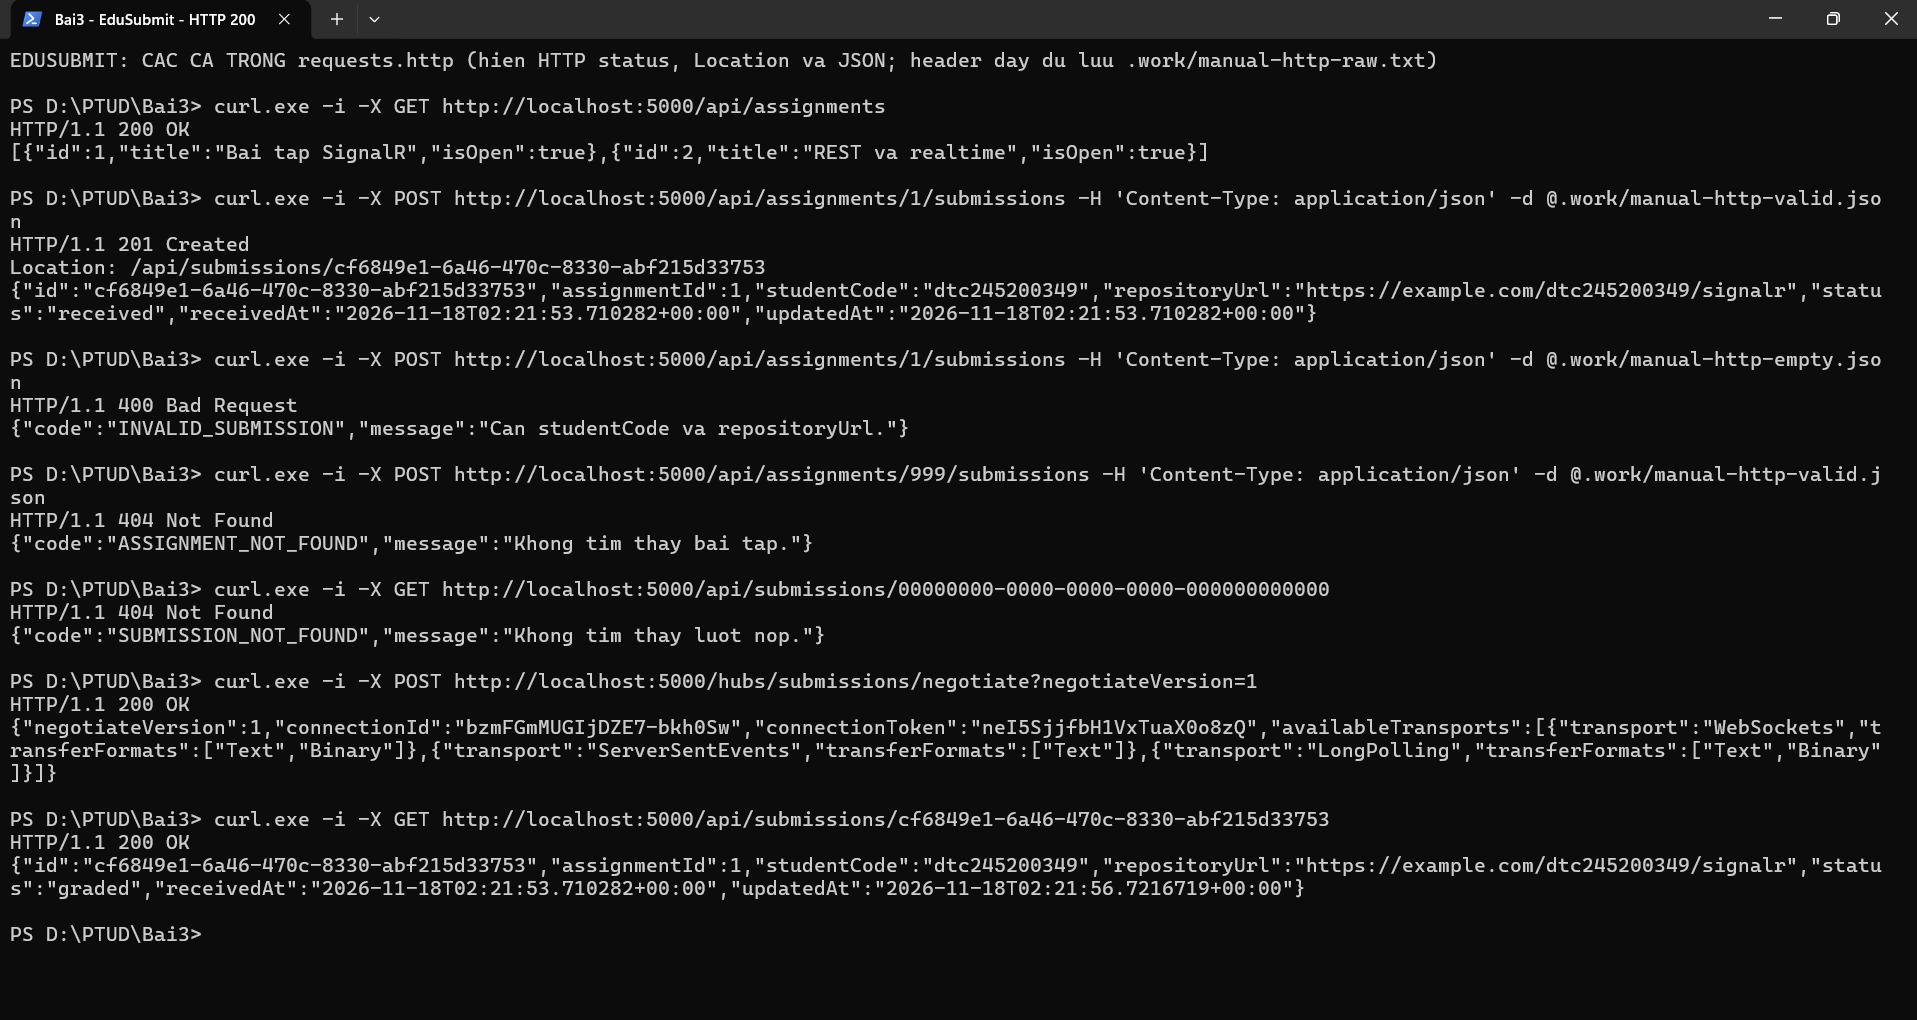 Bai3 - EduSubmit - HTTP 200
EDUSUBMIT: CAC CA TRONG requests.http (hien HTTP status, Location va JSON; header day du luu .work/manual-http-raw.txt)
PS D:\PTUD\Bai3> curl.exe -i -X GET http://localhost:5000/api/assignments
HTTP/1.1 200 OK
[{"id":1,"title":"Bai tap SignalR","isOpen":true},{"id":2,"title":"REST va realtime","isOpen":true}]
PS D:\PTUD\Bai3> curl.exe -i -X POST http://localhost:5000/api/assignments/1/submissions -H 'Content-Type: application/json' -d @.work/manual-http-valid.jso
n
HTTP/1.1 201 Created
Location: /api/submissions/cf6849e1-6a46-470c-8330-abf215d33753
{"id":"cf6849e1-6a46-470c-8330-abf215d33753","assignmentId":1,"studentCode":"dtc245200349","repositoryUrl":"https://example.com/dtc245200349/signalr","statu
s":"received","receivedAt":"2026-11-18T02:21:53.710282+00:00","updatedAt":"2026-11-18T02:21:53.710282+00:00"}
PS D:\PTUD\Bai3> curl.exe -i -X POST http://localhost:5000/api/assignments/1/submissions -H 'Content-Type: application/json' -d @.work/manual-http-empty.jso
n
HTTP/1.1 400 Bad Request
{"code":"INVALID_SUBMISSION","message":"Can studentCode va repositoryUrl."}
PS D:\PTUD\Bai3> curl.exe -i -X POST http://localhost:5000/api/assignments/999/submissions -H 'Content-Type: application/json' -d @.work/manual-http-valid.j
son
HTTP/1.1 404 Not Found
{"code":"ASSIGNMENT_NOT_FOUND","message":"Khong tim thay bai tap."}
PS D:\PTUD\Bai3> curl.exe -i -X GET http://localhost:5000/api/submissions/00000000-0000-0000-0000-000000000000
HTTP/1.1 404 Not Found
{"code":"SUBMISSION_NOT_FOUND","message":"Khong tim thay luot nop."}
PS D:\PTUD\Bai3> curl.exe -i -X POST http://localhost:5000/hubs/submissions/negotiate?negotiateVersion=1
HTTP/1.1 200 OK
{"negotiateVersion":1,"connectionId":"bzmFGmMUGIjDZE7-bkh0Sw","connectionToken":"neI5SjjfbH1VxTuaX0o8zQ","availableTransports":[{"transport":"WebSockets","t
ransferFormats":["Text","Binary"]},{"transport":"ServerSentEvents","transferFormats":["Text"]},{"transport":"LongPolling","transferFormats":["Text","Binary"
]}]}
PS D:\PTUD\Bai3> curl.exe -i -X GET http://localhost:5000/api/submissions/cf6849e1-6a46-470c-8330-abf215d33753
HTTP/1.1 200 OK
{"id":"cf6849e1-6a46-470c-8330-abf215d33753","assignmentId":1,"studentCode":"dtc245200349","repositoryUrl":"https://example.com/dtc245200349/signalr","statu
s":"graded","receivedAt":"2026-11-18T02:21:53.710282+00:00","updatedAt":"2026-11-18T02:21:56.7216719+00:00"}
PS D:\PTUD\Bai3>